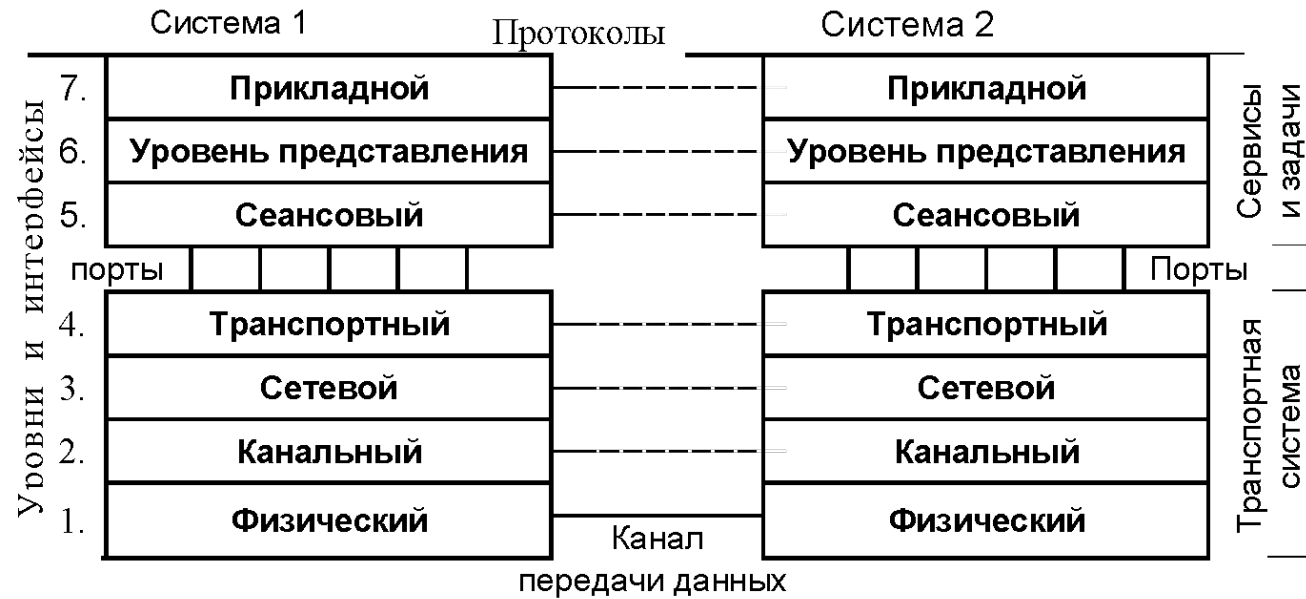 Система 1
Протоколы
Система 2
Уровни и интерфейсы
7.
Прикладной
Прикладной
6.
Уровень представления
Уровень представления
5.
Сеансовый
Сеансовый
Сервисы
и задачи
порты
Порты
4.
Транспортный
Транспортный
3.
Сетевой
Сетевой
2.
Канальный
Канальный
1.
Физический
Физический
Транспортная
система
Канал
передачи данных